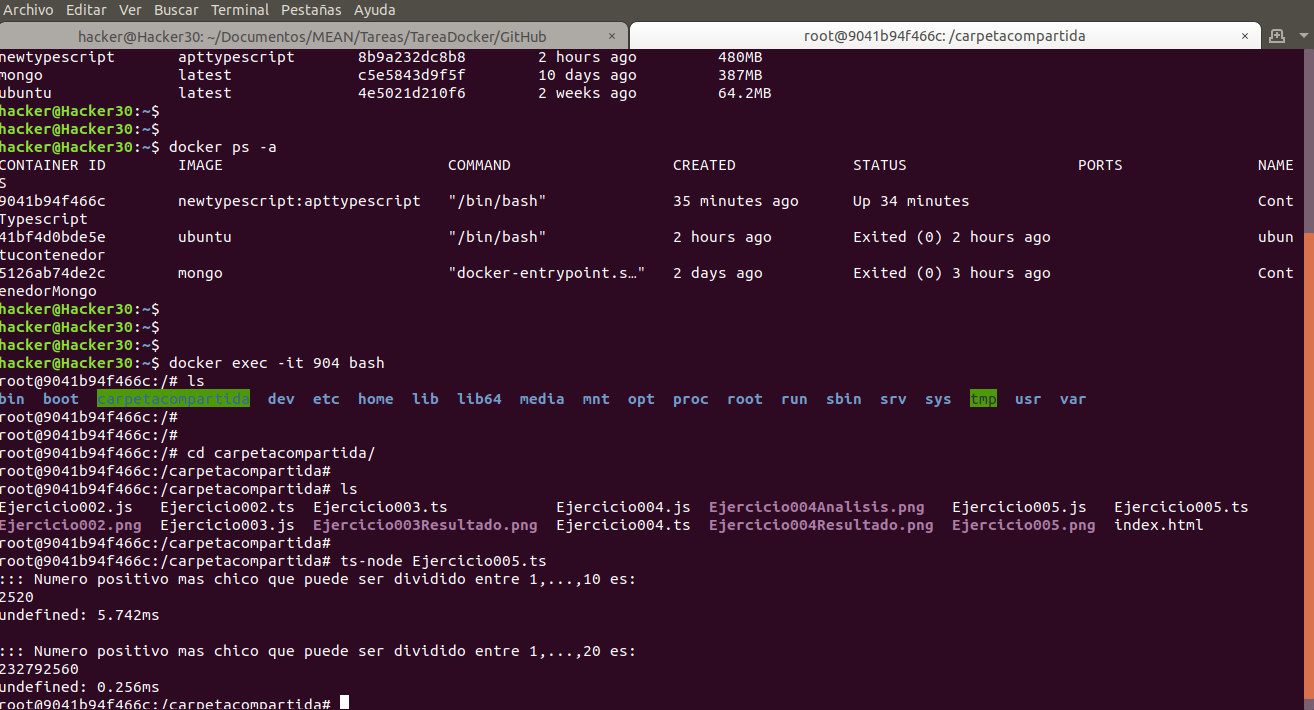 Archivo Editar Ver Buscar Terminal Pestañas Ayuda
hacker@Hacker30: ~/Documentos/MEAN/Tareas/TareaDocker/GitHub × root@9041b94f466c: /carpetacompartida ×
newtypescript apttypescript 8b9a232dc8b8 2 hours ago 480MB
mongo latest c5e5843d9f5f 10 days ago 387MB
ubuntu latest 4e5021d210f6 2 weeks ago 64.2MB
hacker@Hacker30:~$
hacker@Hacker30:~$
hacker@Hacker30:~$ docker ps -a
CONTAINER ID IMAGE COMMAND CREATED STATUS PORTS NAME
S
9041b94f466c newtypescript:apttypescript "/bin/bash" 35 minutes ago Up 34 minutes Cont
Typescript
41bf4d0bde5e ubuntu "/bin/bash" 2 hours ago Exited (0) 2 hours ago ubun
tucontenedor
5126ab74de2c mongo "docker-entrypoint.s…" 2 days ago Exited (0) 3 hours ago Cont
enedorMongo
hacker@Hacker30:~$
hacker@Hacker30:~$
hacker@Hacker30:~$
hacker@Hacker30:~$ docker exec -it 904 bash
root@9041b94f466c:/# ls
bin boot carpetacompartida dev etc home lib lib64 media mnt opt proc root run sbin srv sys tmp usr var
root@9041b94f466c:/#
root@9041b94f466c:/#
root@9041b94f466c:/# cd carpetacompartida/
root@9041b94f466c:/carpetacompartida#
root@9041b94f466c:/carpetacompartida# ls
Ejercicio002.js Ejercicio002.ts Ejercicio003.ts Ejercicio004.js Ejercicio004Analisis.png Ejercicio005.js Ejercicio005.ts
Ejercicio002.png Ejercicio003.js Ejercicio003Resultado.png Ejercicio004.ts Ejercicio004Resultado.png Ejercicio005.png index.html
root@9041b94f466c:/carpetacompartida#
root@9041b94f466c:/carpetacompartida# ts-node Ejercicio005.ts
::: Numero positivo mas chico que puede ser dividido entre 1,...,10 es:
2520
undefined: 5.742ms
::: Numero positivo mas chico que puede ser dividido entre 1,...,20 es:
232792560
undefined: 0.256ms
root@9041b94f466c:/carpetacompartida#